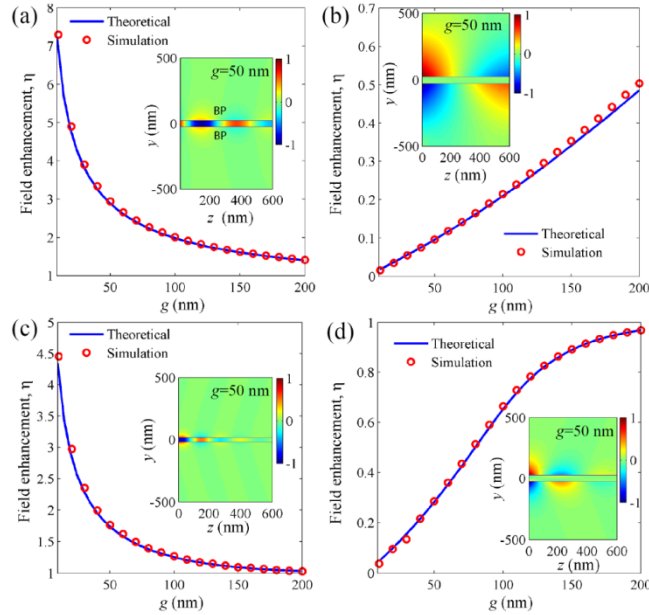 (a)
Theoretical
Simulation
Field enhancement, η
8
7
6
5
4
3
2
1
50
100
150
200
g (nm)
g=50 nm
BP
BP
y (nm)
500
0
-500
0
200
400
600
z (nm)
1
0
-1
(b)
Theoretical
Simulation
Field enhancement, η
0.7
0.6
0.5
0.4
0.3
0.2
0.1
0
50
100
150
200
g (nm)
g=50 nm
y (nm)
500
0
-500
0
200
400
600
z (nm)
1
0
-1
(c)
Theoretical
Simulation
Field enhancement, η
5
4.5
4
3.5
3
2.5
2
1.5
1
50
100
150
200
g (nm)
g=50 nm
y (nm)
500
0
-500
0
200
400
600
z (nm)
1
0
-1
(d)
Theoretical
Simulation
Field enhancement, η
1
0.8
0.6
0.4
0.2
0
50
100
150
200
g (nm)
g=50 nm
y (nm)
500
0
-500
0
200
400
600
z (nm)
1
0
-1